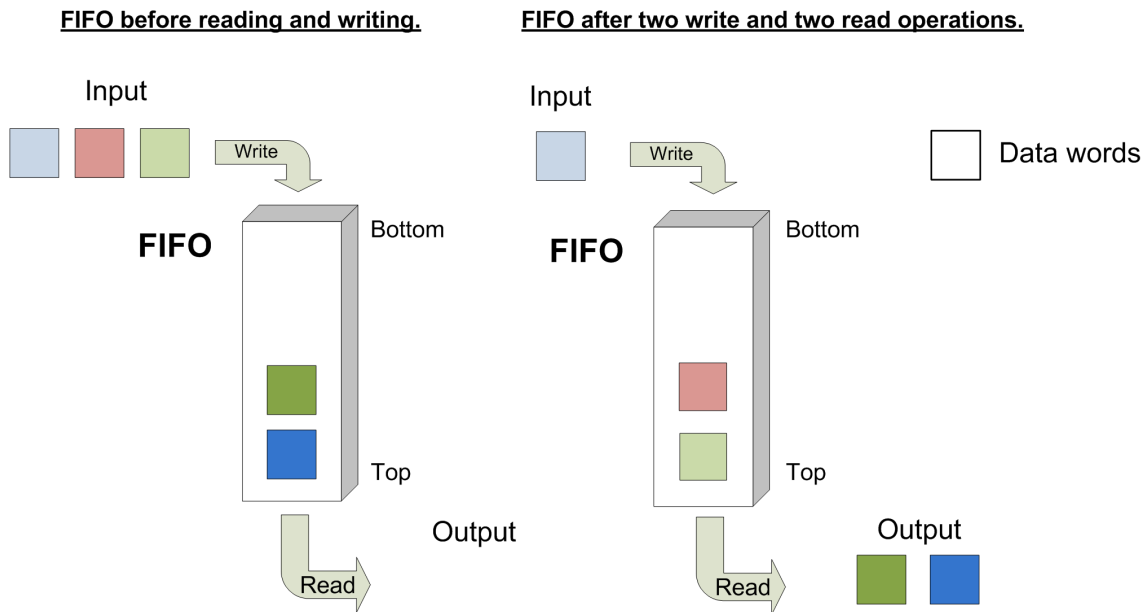 FIFO before reading and writing.
Input
Write
FIFO
Bottom
Top
Output
Read
FIFO after two write and two read operations.
Input
Write
Data words
FIFO
Bottom
Top
Output
Read